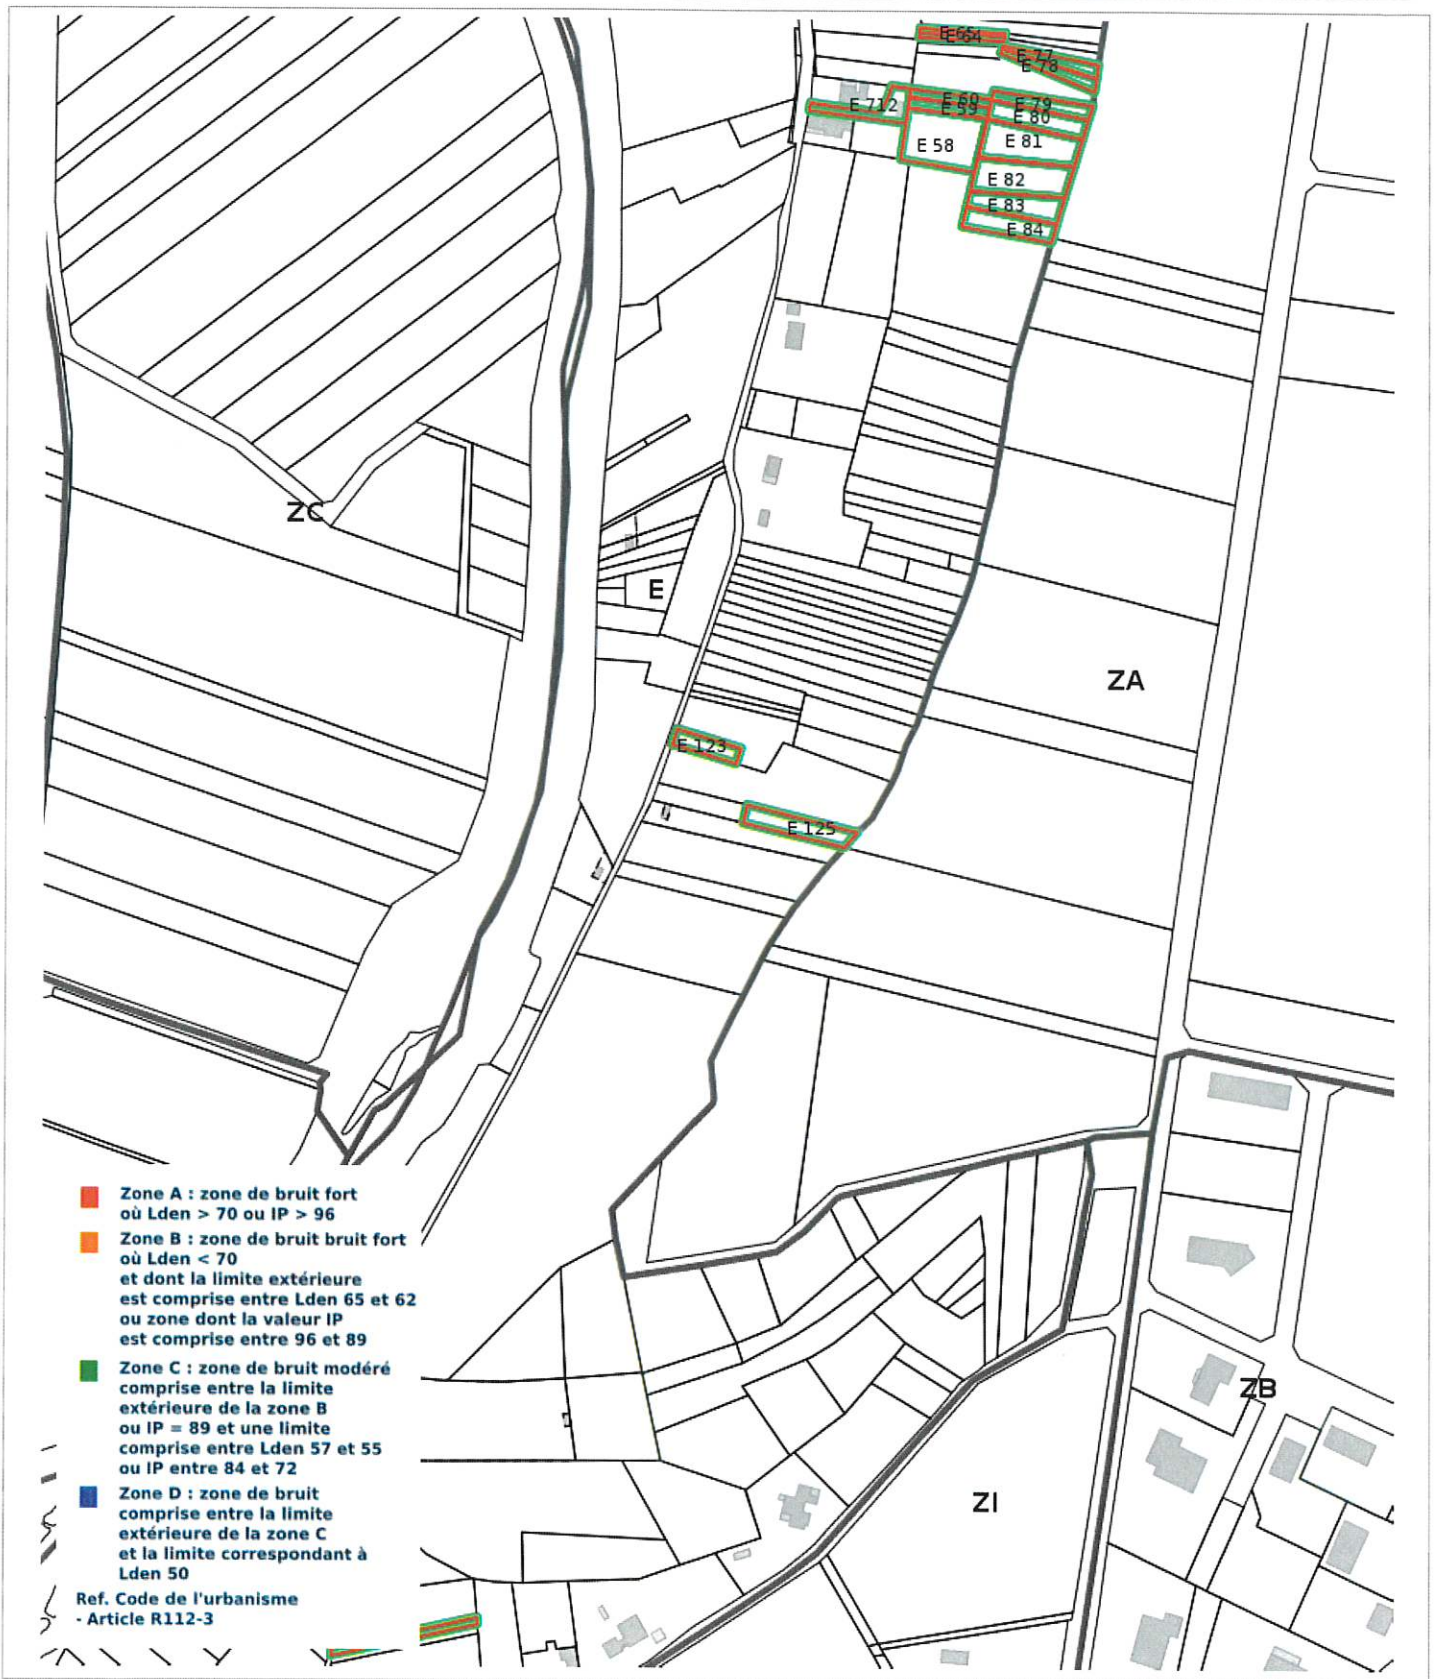 E 64
E 77
E 78
E 712
E 60
E 59
E 79
E 80
E 58
E 81
E 82
E 83
E 84
ZC
E
ZA
E 123
E 125
Zone A : zone de bruit fort
où Lden > 70 ou IP > 96
Zone B : zone de bruit bruit fort
où Lden < 70
et dont la limite extérieure
est comprise entre Lden 65 et 62
ou zone dont la valeur IP
est comprise entre 96 et 89
Zone C : zone de bruit modéré
comprise entre la limite
extérieure de la zone B
ou IP = 89 et une limite
comprise entre Lden 57 et 55
ou IP entre 84 et 72
Zone D : zone de bruit
comprise entre la limite
extérieure de la zone C
et la limite correspondant à
Lden 50
Ref. Code de l'urbanisme
- Article R112-3
ZB
ZI